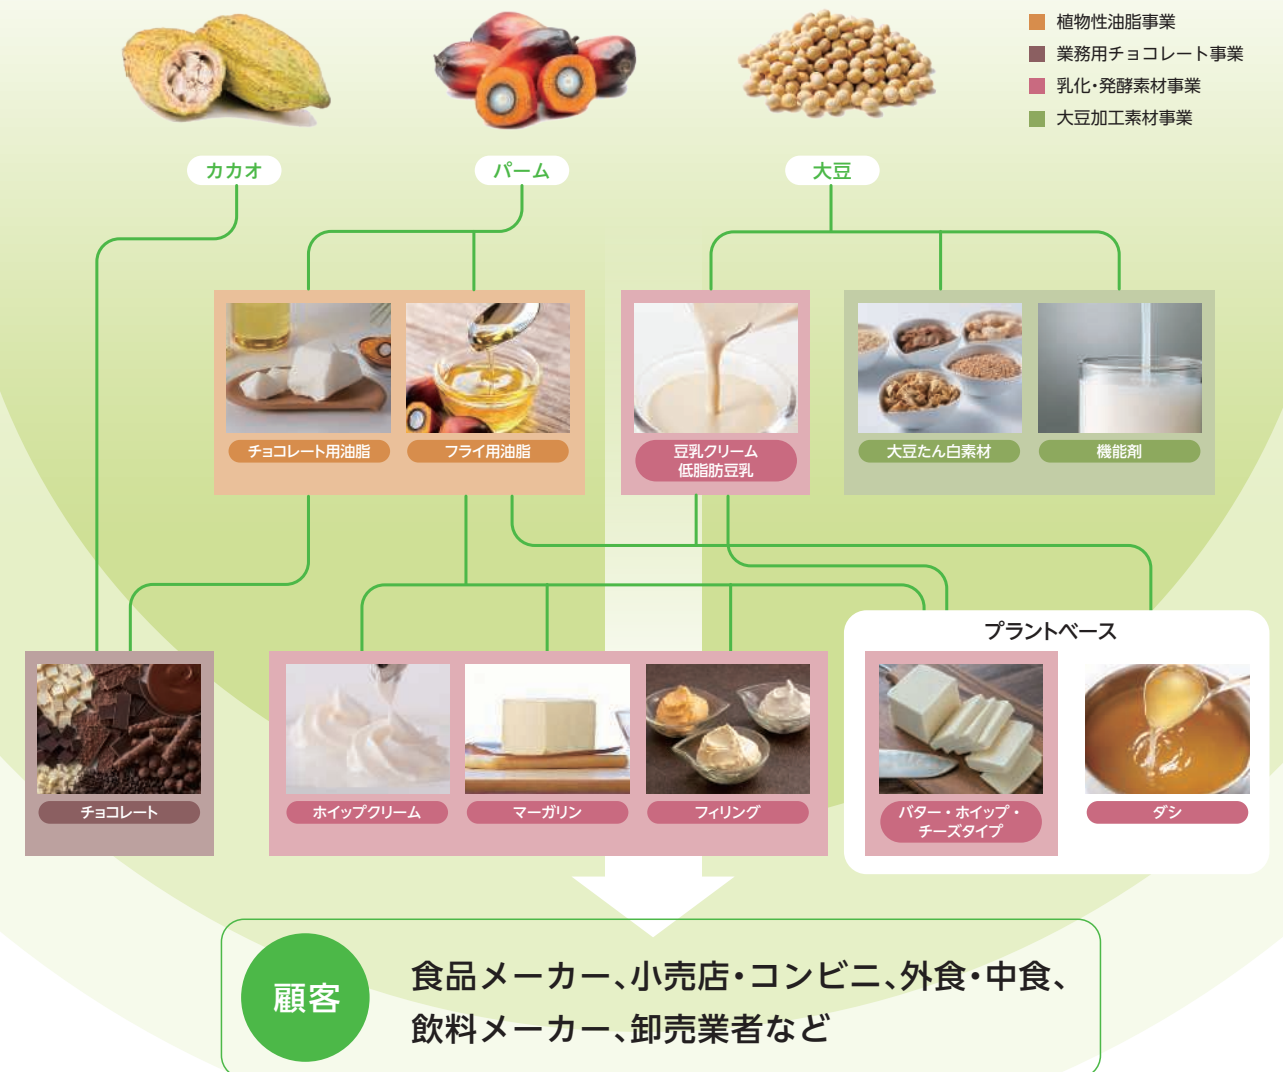 植物性油脂事業
業務用チョコレート事業
乳化・発酵素材事業
大豆加工素材事業
カカオ
パーム
大豆
チョコレート用油脂
フライ用油脂
豆乳クリーム
低脂肪豆乳
大豆たん白素材
機能剤
プラントベース
チョコレート
ホイップクリーム
マーガリン
フィリング
バター・ホイップ・
チーズタイプ
ダシ
顧客
食品メーカー、小売店・コンビニ、外食・中食、
飲料メーカー、卸売業者など